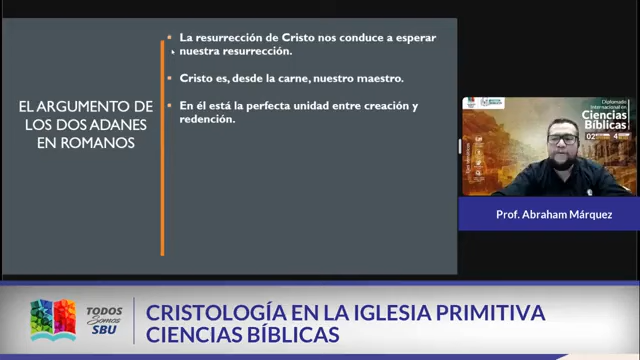 EL ARGUMENTO DE
LOS DOS ADANES
EN ROMANOS
La resurrección de Cristo nos conduce a esperar
nuestra resurrección.
Cristo es, desde la carne, nuestro maestro.
En él está la perfecta unidad entre creación y
redención.
Diplomado
Internacional en
Ciencias
Bíblicas
Prof. Abraham Márquez
TODOS
Somos
SBU
CRISTOLOGÍA EN LA IGLESIA PRIMITIVA
CIENCIAS BÍBLICAS